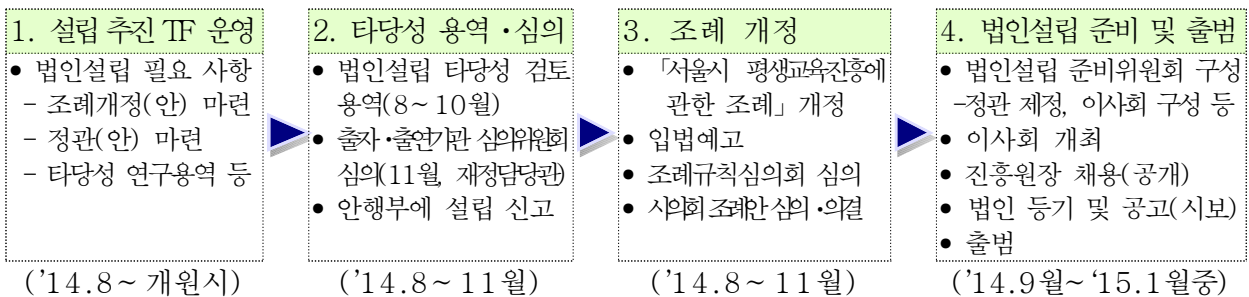 1. 설립 추진 TF 운영
• 법인설립 필요 사항
- 조례개정(안) 마련
- 정관(안) 마련
- 타당성 연구용역 등
('14.8~ 개원시)
2. 타당성 용역·심의
• 법인설립 타당성 검토
용역(8~10월)
• 출자·출연기관 심의위원회
심의(11월, 재정담당관)
• 안행부에 설립 신고
('14.8~11월)
3. 조례 개정
• 「서울시 평생교육진흥에
관한 조례」 개정
• 입법예고
• 조례규칙심의회 심의
• 시의회 조례안 심의·의결
('14.8~11월)
4. 법인설립 준비 및 출범
• 법인설립 준비위원회 구성
-정관 제정, 이사회 구성 등
• 이사회 개최
• 진흥원장 채용(공개)
• 법인 등기 및 공고(시보)
• 출범
('14.9월~'15.1월중)